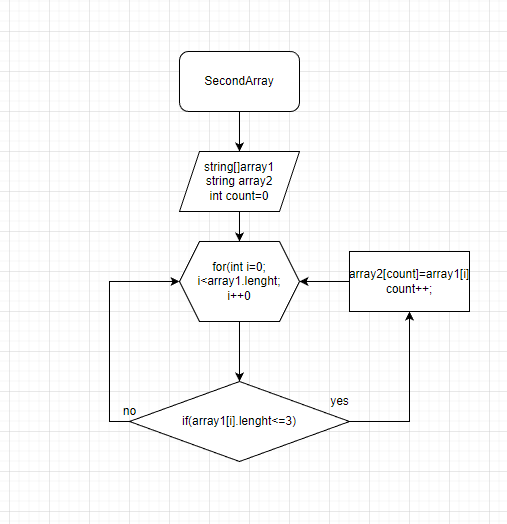 SecondArray
string[]array1
string array2
int count=0
for(int i=0;
i<array1.lenght;
i++0
array2[count]=array1[i]
count++;
no
yes
if(array1[i].lenght<=3)